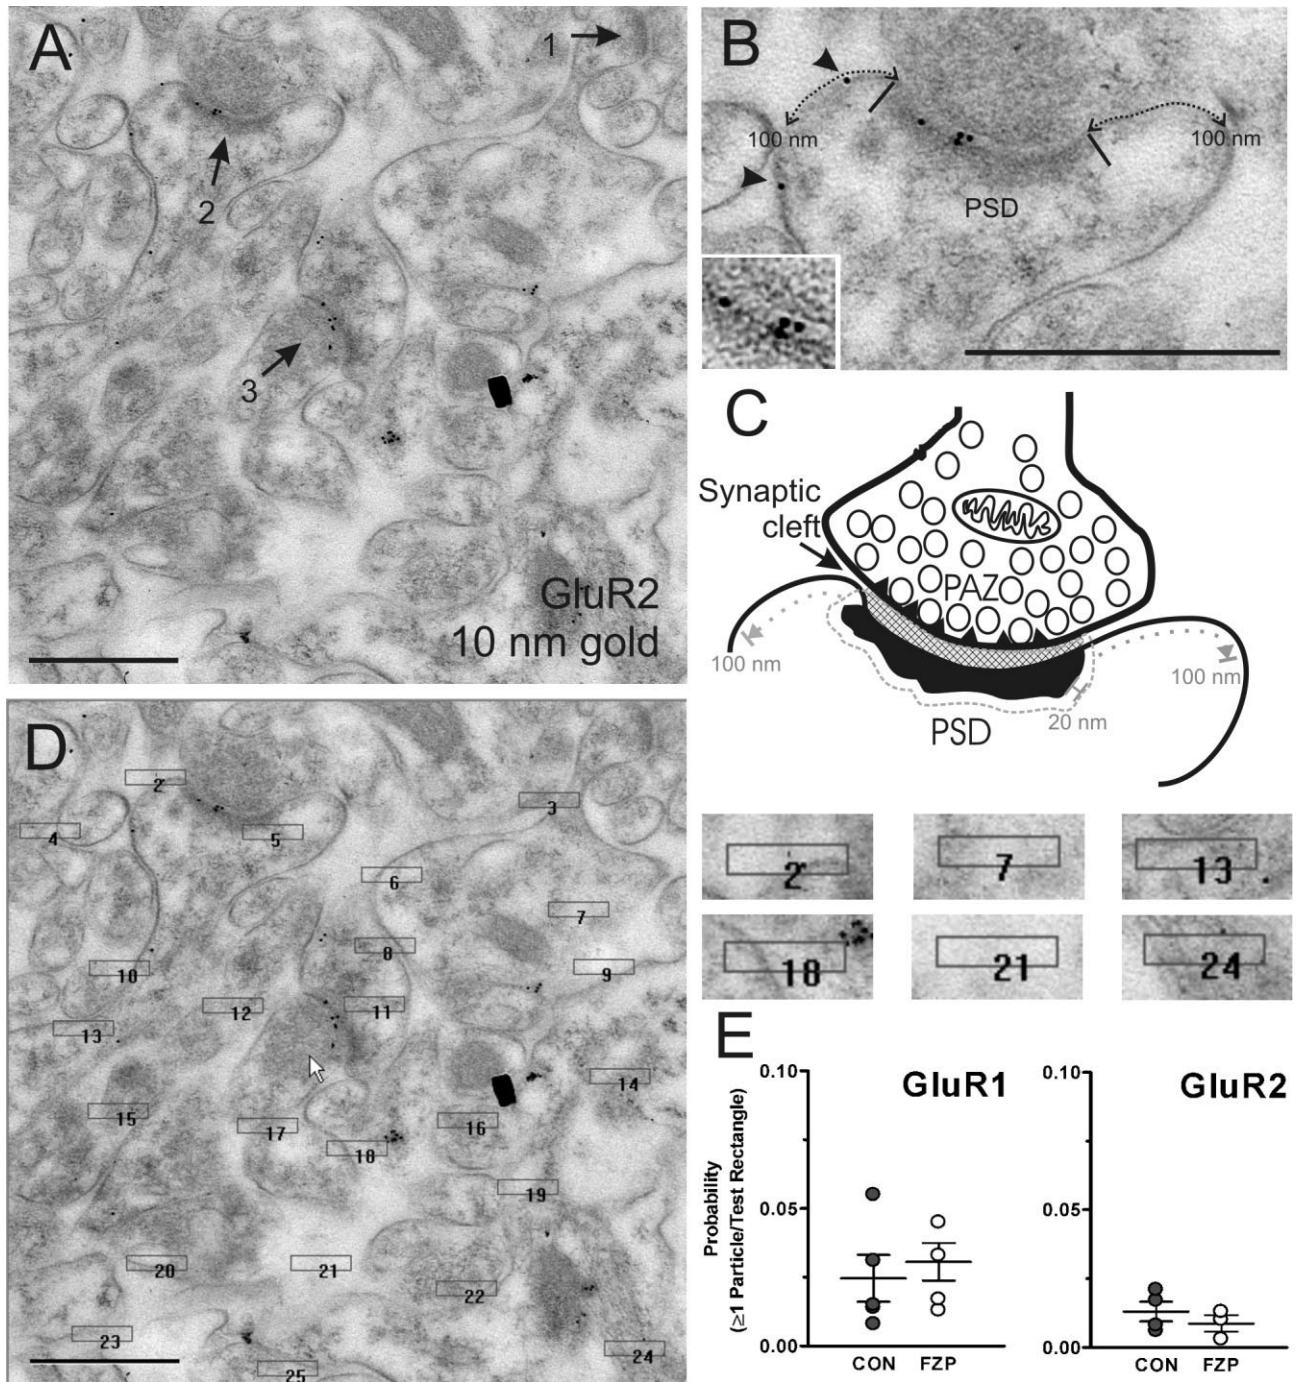 A
1
2
3
GluR2
10 nm gold
B
100 nm
100 nm
PSD
C
Synaptic
cleft
PAZ
100 nm
100 nm
20 nm
PSD
D
2
3
4
5
6
7
8
9
10
11
12
13
14
15
16
17
18
19
20
21
22
23
24
25
2
7
13
18
21
24
E
GluR1
Probability
(≥1 Particle/Test Rectangle)
0.10
0.05
0.00
CON
FZP
GluR2
0.10
0.05
0.00
CON
FZP